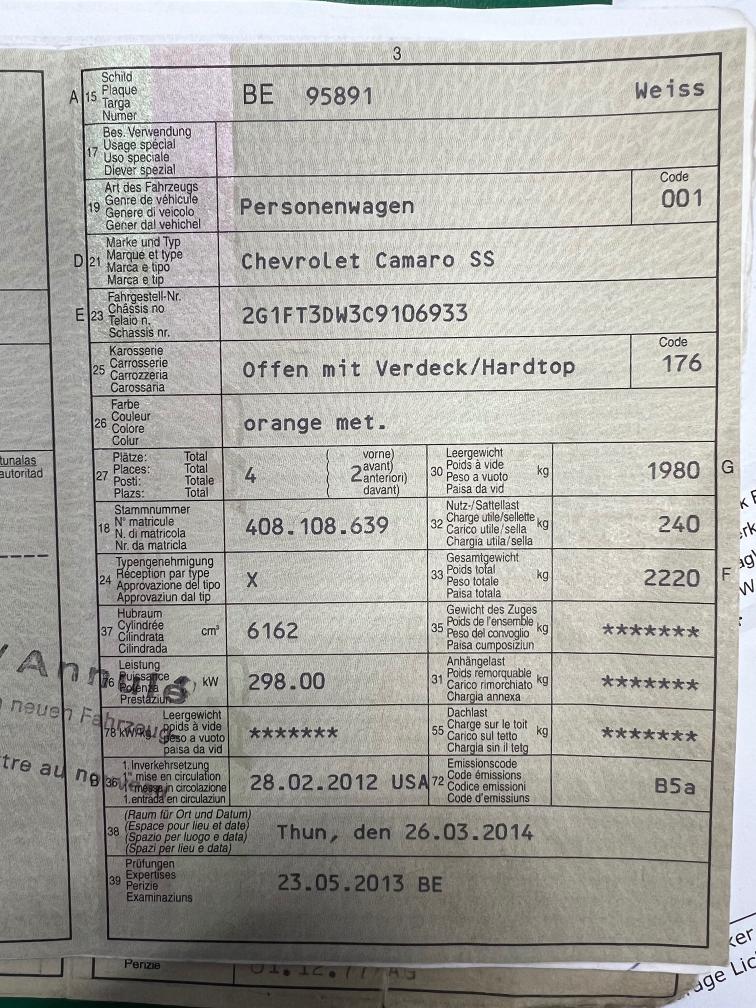 3
A 15 Schild
Plaque
Targa
Numer
BE 95891 Weiss
17 Bes. Verwendung
Usage spécial
Uso speciale
Diever spezial
19 Art des Fahrzeugs
Genre de véhicule
Genere di veicolo
Gener dal vehichel
Personenwagen
Code
001
D 21 Marke und Typ
Marque et type
Marca e tipo
Marca e tip
Chevrolet Camaro SS
E 23 Fahrgestell-Nr.
Châssis no
Telaio n.
Schassis nr.
2G1FT3DW3C9106933
25 Karosserie
Carrosserie
Carrozzeria
Carossaria
Offen mit Verdeck/Hardtop
Code
176
26 Farbe
Couleur
Colore
Colur
orange met.
27 Plätze: Total
Places: Total
Posti: Totale
Plazs: Total
4 ( 2 vorne)
avant)
anteriori)
davant)
30 Leergewicht
Poids à vide
Peso a vuoto
Paisa da vid
kg
1980 G
18 Stammnummer
N° matricule
N. di matricola
Nr. da matricla
408.108.639
32 Nutz-/Sattellast
Charge utile/sellette
Carico utile/sella
Chargia utila/sella
kg
240
24 Typengenehmigung
Réception par type
Approvazione del tipo
Approvaziun dal tip
X
33 Gesamtgewicht
Poids total
Peso totale
Paisa totala
kg
2220 F
37 Hubraum
Cylindrée
Cilindrata
Cilindrada
cm³
6162
35 Gewicht des Zuges
Poids de l'ensemble
Peso del convoglio
Paisa cumposiziun
kg
*******
76 Leistung
Puissance
Potenza
Prestaziun
kW
298.00
31 Anhängelast
Poids remorquable
Carico rimorchiato
Chargia annexa
kg
*******
78 kW/kg Leergewicht
poids à vide
peso a vuoto
paisa da vid
*******
55 Dachlast
Charge sur le toit
Carico sul tetto
Chargia sin il tetg
kg
*******
B 36 1. Inverkehrsetzung
1re mise en circulation
1a messa in circolazione
1. entrada en circulaziun
28.02.2012 USA
72 Emissionscode
Code émissions
Codice emissioni
Code d'emissiuns
B5a
38 (Raum für Ort und Datum)
(Espace pour lieu et date)
(Spazio per luogo e data)
(Spazi per lieu e data)
Thun, den 26.03.2014
39 Prüfungen
Expertises
Perizie
Examinaziuns
23.05.2013 BE
Annulé
neuen Fahrzeug
tre au
tunalas
autoritad
Perizie